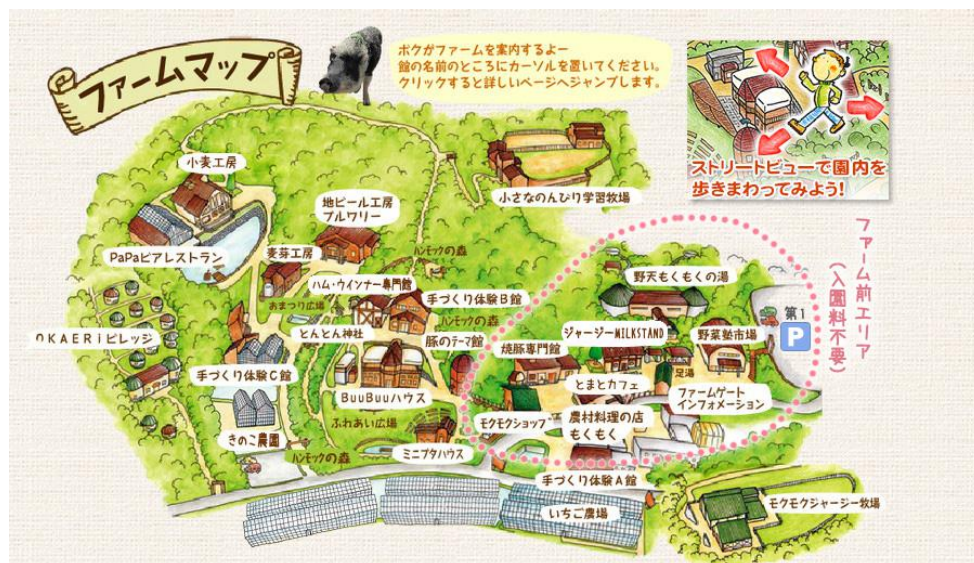 ファームマップ
ボクがファームを案内するよー
館の名前のところにカーソルを置いてください。
クリックすると詳しいページへジャンプします。
ストリートビューで園内を
歩きまわってみよう!
小麦工房
地ビール工房
ブルワリー
小さなのんびり学習牧場
PaPaビアレストラン
麦芽工房
ハンモックの森
ハム・ウインナー専門館
手づくり体験B館
おまつり広場
とんとん神社
ハンモックの森
豚のテーマ館
OKAERiビレッジ
手づくり体験C館
BuuBuuハウス
ふれあい広場
きのこ農園
ハンモックの森
ミニブタハウス
野天もくもくの湯
ジャージーMILKSTAND
野菜塾市場
焼豚専門館
足湯
とまとカフェ
ファームゲート
インフォメーション
モクモクショップ
農村料理の店
もくもく
第1
P
ファーム前エリア
(入園料不要)
手づくり体験A館
いちご農場
モクモクジャージー牧場